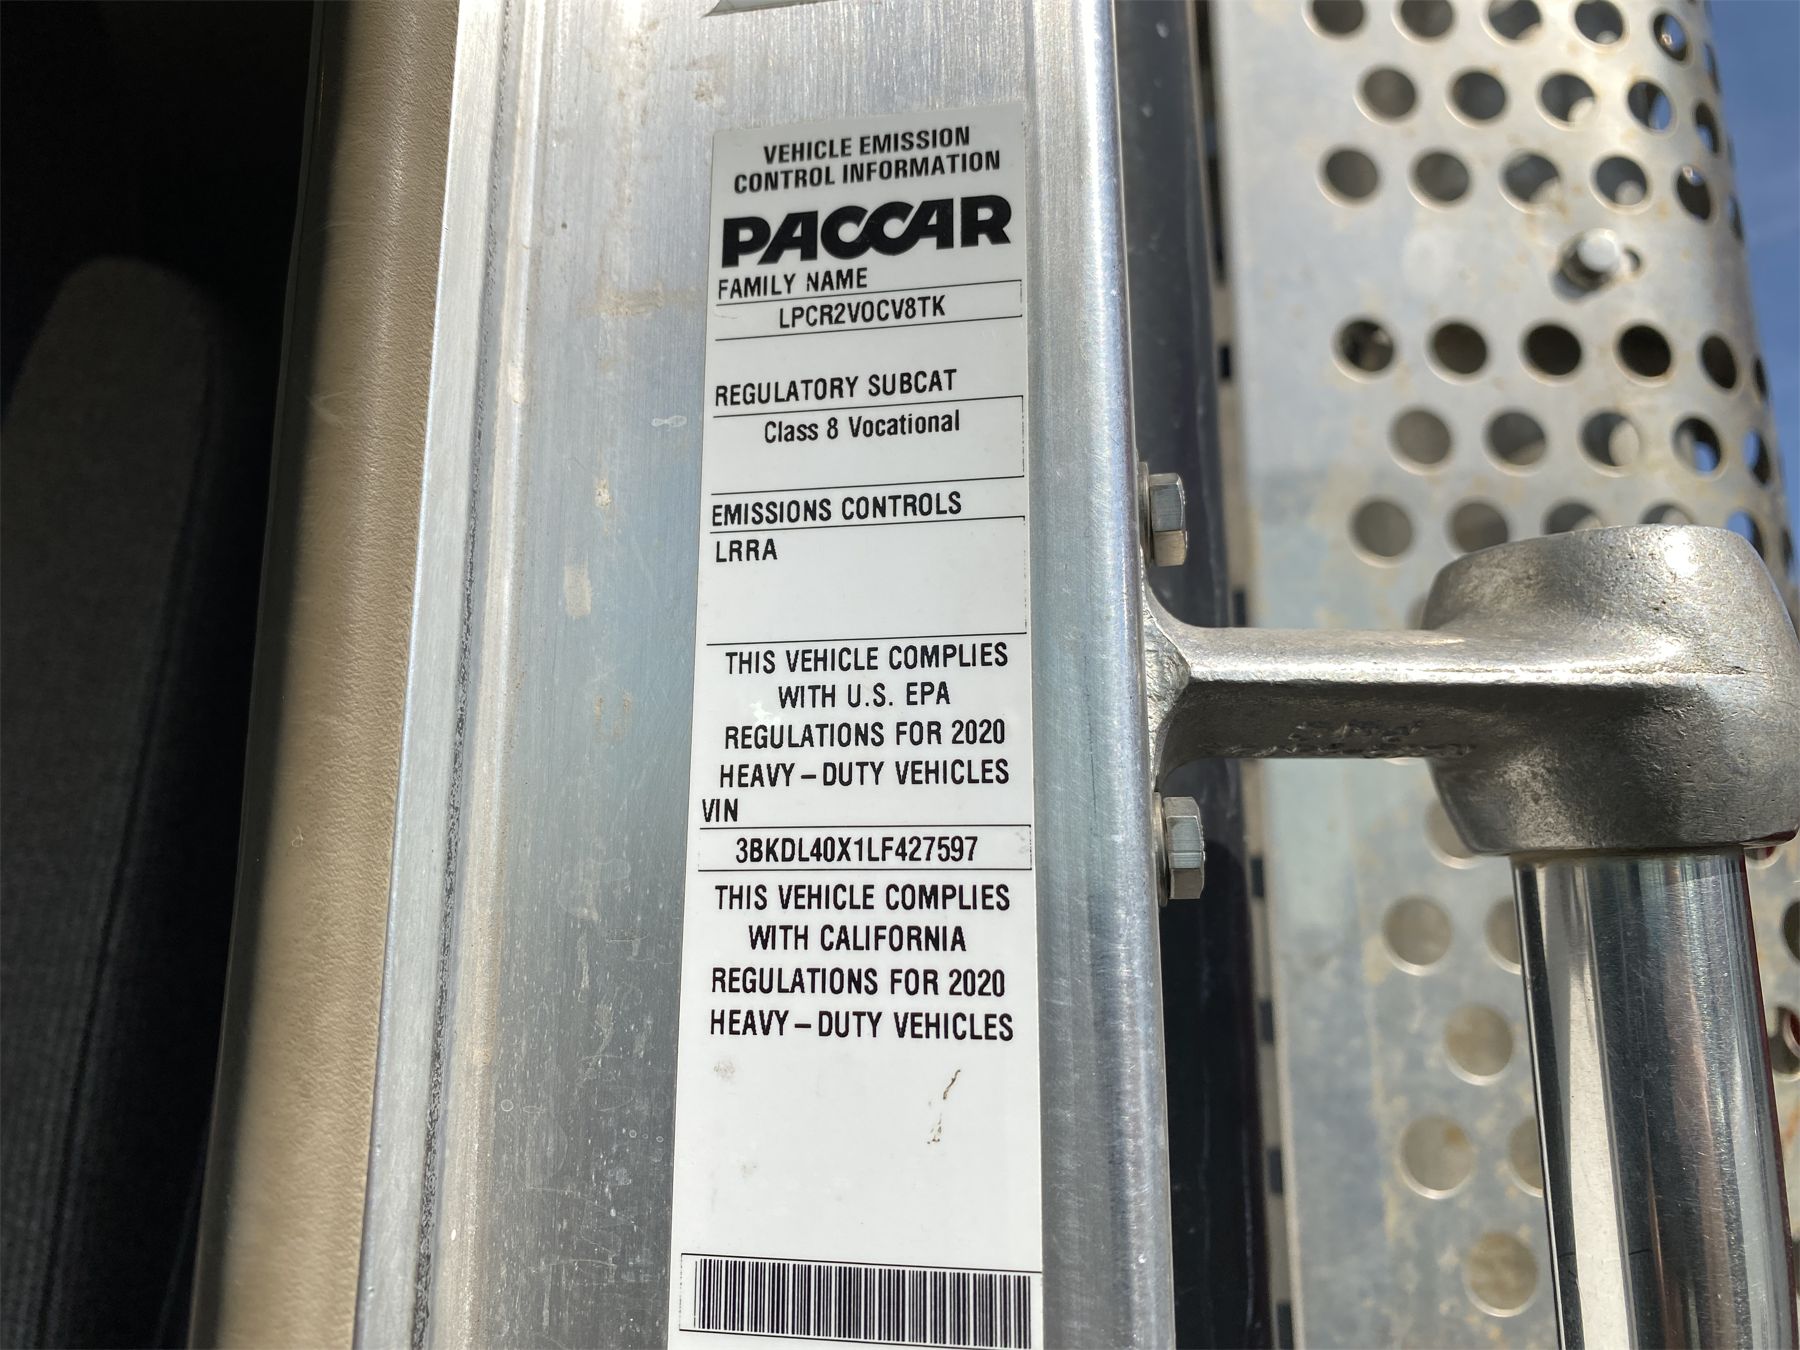 VEHICLE EMISSION
CONTROL INFORMATION
PACCAR
FAMILY NAME
LPCR2VOCV8TK
REGULATORY SUBCAT
Class 8 Vocational
EMISSIONS CONTROLS
LRRA
THIS VEHICLE COMPLIES
WITH U.S. EPA
REGULATIONS FOR 2020
HEAVY–DUTY VEHICLES
VIN
3BKDL40X1LF427597
THIS VEHICLE COMPLIES
WITH CALIFORNIA
REGULATIONS FOR 2020
HEAVY–DUTY VEHICLES